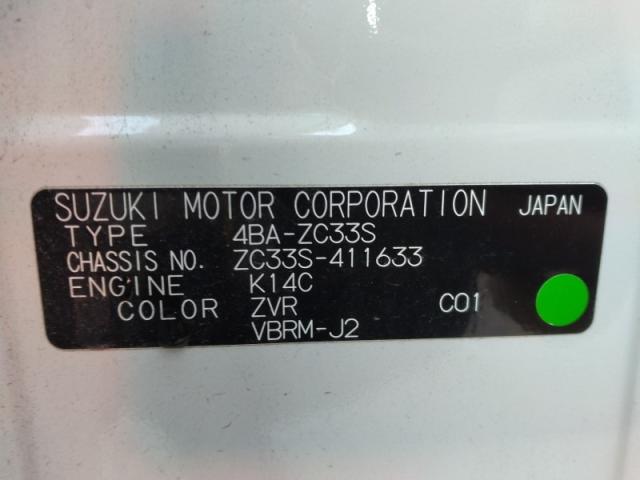 SUZUKI MOTOR CORPORATION JAPAN
TYPE 4BA-ZC33S
CHASSIS NO. ZC33S-411633
ENGINE K14C
COLOR ZVR C01
VBRM-J2